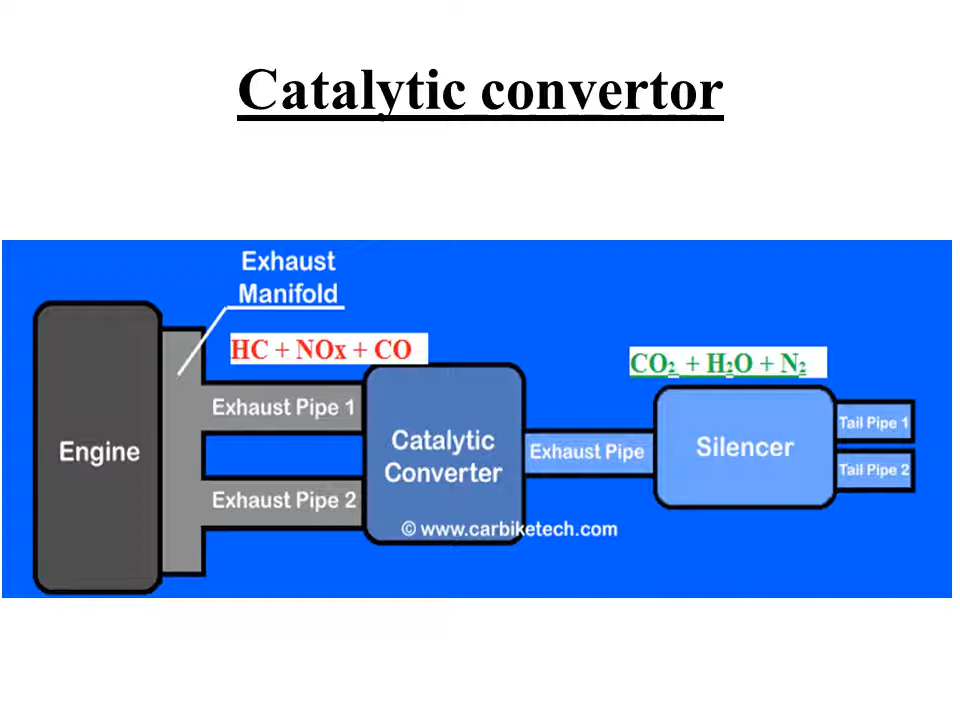 Catalytic convertor
Exhaust
Manifold
HC + NOx + CO
CO₂ + H₂O + N₂
Exhaust Pipe 1
Engine
Catalytic
Converter
Exhaust Pipe
Silencer
Tail Pipe 1
Tail Pipe 2
Exhaust Pipe 2
© www.carbiketech.com